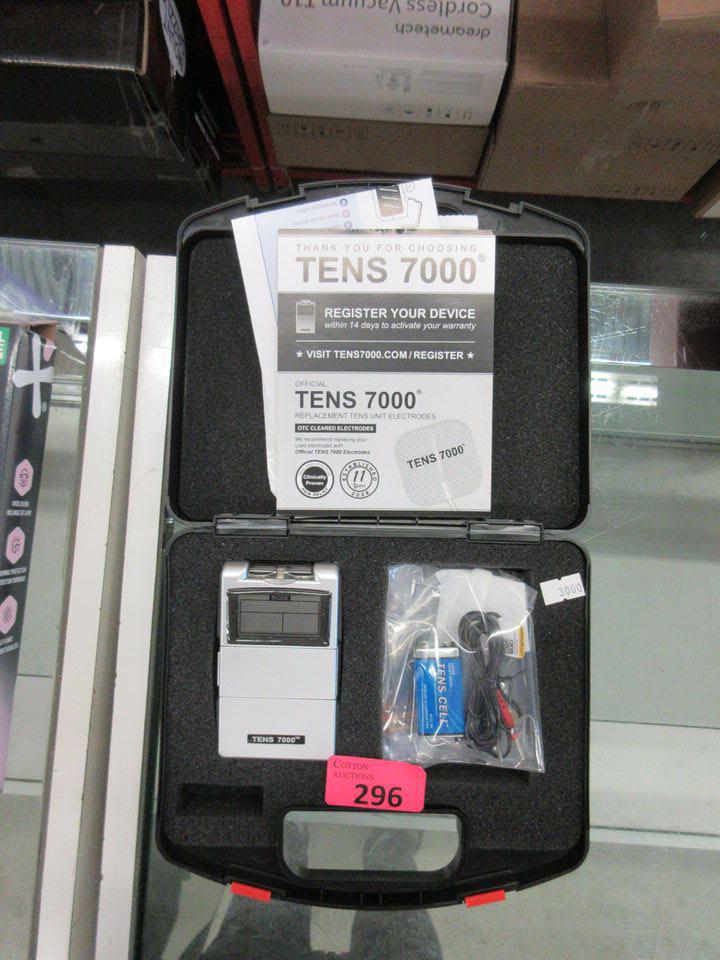 dreametech
Cordless Vacuum T10
THANK YOU FOR CHOOSING
TENS 7000®
REGISTER YOUR DEVICE
within 14 days to activate your warranty
★ VISIT TENS7000.COM / REGISTER ★
OFFICIAL
TENS 7000®
REPLACEMENT TENS UNIT ELECTRODES
OTC CLEARED ELECTRODES
We recommend replacing your
used electrodes with
Official TENS 7000 Electrodes
Clinically
Proven
ESTABLISHED
11
Years
2008
TENS 7000®
MODE
TENS 7000™
TENS CELL
3000
COTTON
AUCTIONS
296